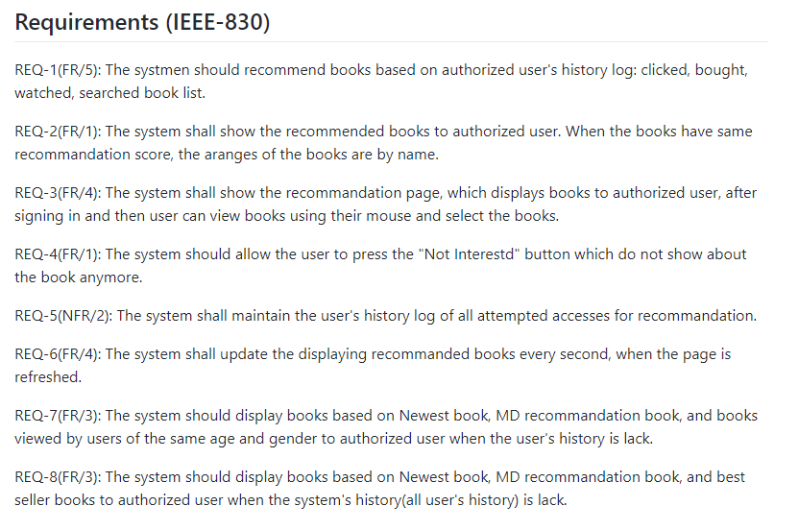 Requirements (IEEE-830)
REQ-1(FR/5): The systmen should recommend books based on authorized user's history log: clicked, bought,
watched, searched book list.
REQ-2(FR/1): The system shall show the recommended books to authorized user. When the books have same
recommandation score, the aranges of the books are by name.
REQ-3(FR/4): The system shall show the recommandation page, which displays books to authorized user, after
signing in and then user can view books using their mouse and select the books.
REQ-4(FR/1): The system should allow the user to press the "Not Interestd" button which do not show about
the book anymore.
REQ-5(NFR/2): The system shall maintain the user's history log of all attempted accesses for recommandation.
REQ-6(FR/4): The system shall update the displaying recommanded books every second, when the page is
refreshed.
REQ-7(FR/3): The system should display books based on Newest book, MD recommandation book, and books
viewed by users of the same age and gender to authorized user when the user's history is lack.
REQ-8(FR/3): The system should display books based on Newest book, MD recommandation book, and best
seller books to authorized user when the system's history(all user's history) is lack.